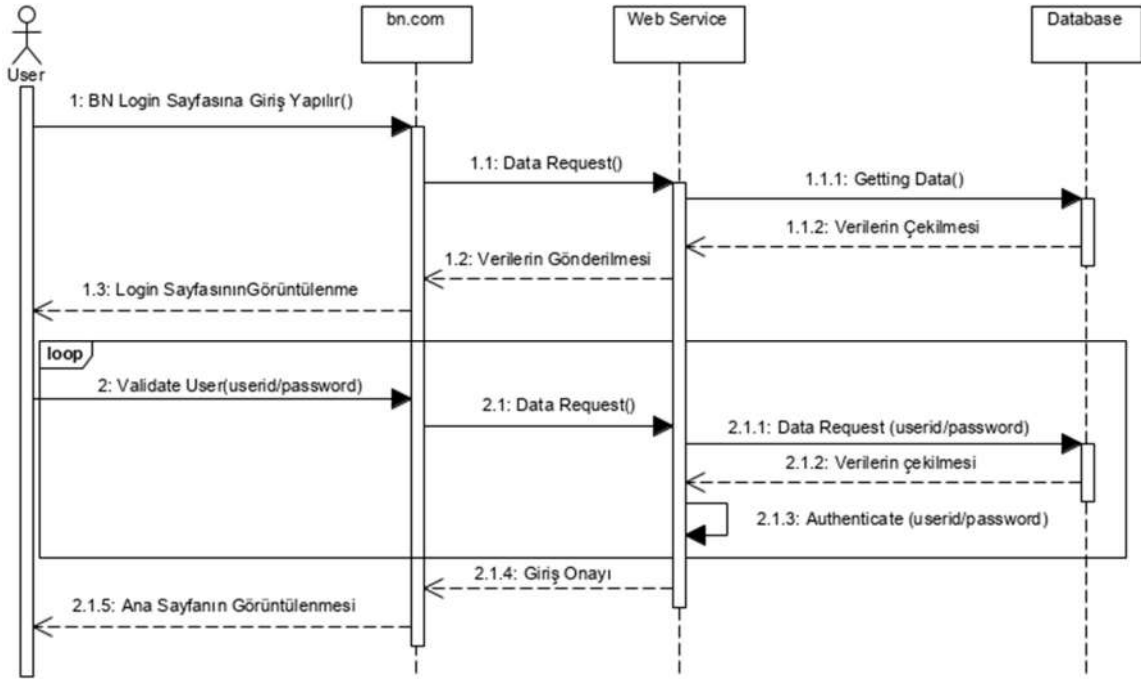 bn.com
Web Service
Database
User
1: BN Login Sayfasına Giriş Yapılır()
1.1: Data Request()
1.1.1: Getting Data()
1.1.2: Verilerin Çekilmesi
1.2: Verilerin Gönderilmesi
1.3: Login SayfasınınGörüntülenme
loop
2: Validate User(userid/password)
2.1: Data Request()
2.1.1: Data Request (userid/password)
2.1.2: Verilerin çekilmesi
2.1.3: Authenticate (userid/password)
2.1.4: Giriş Onayı
2.1.5: Ana Sayfanın Görüntülenmesi